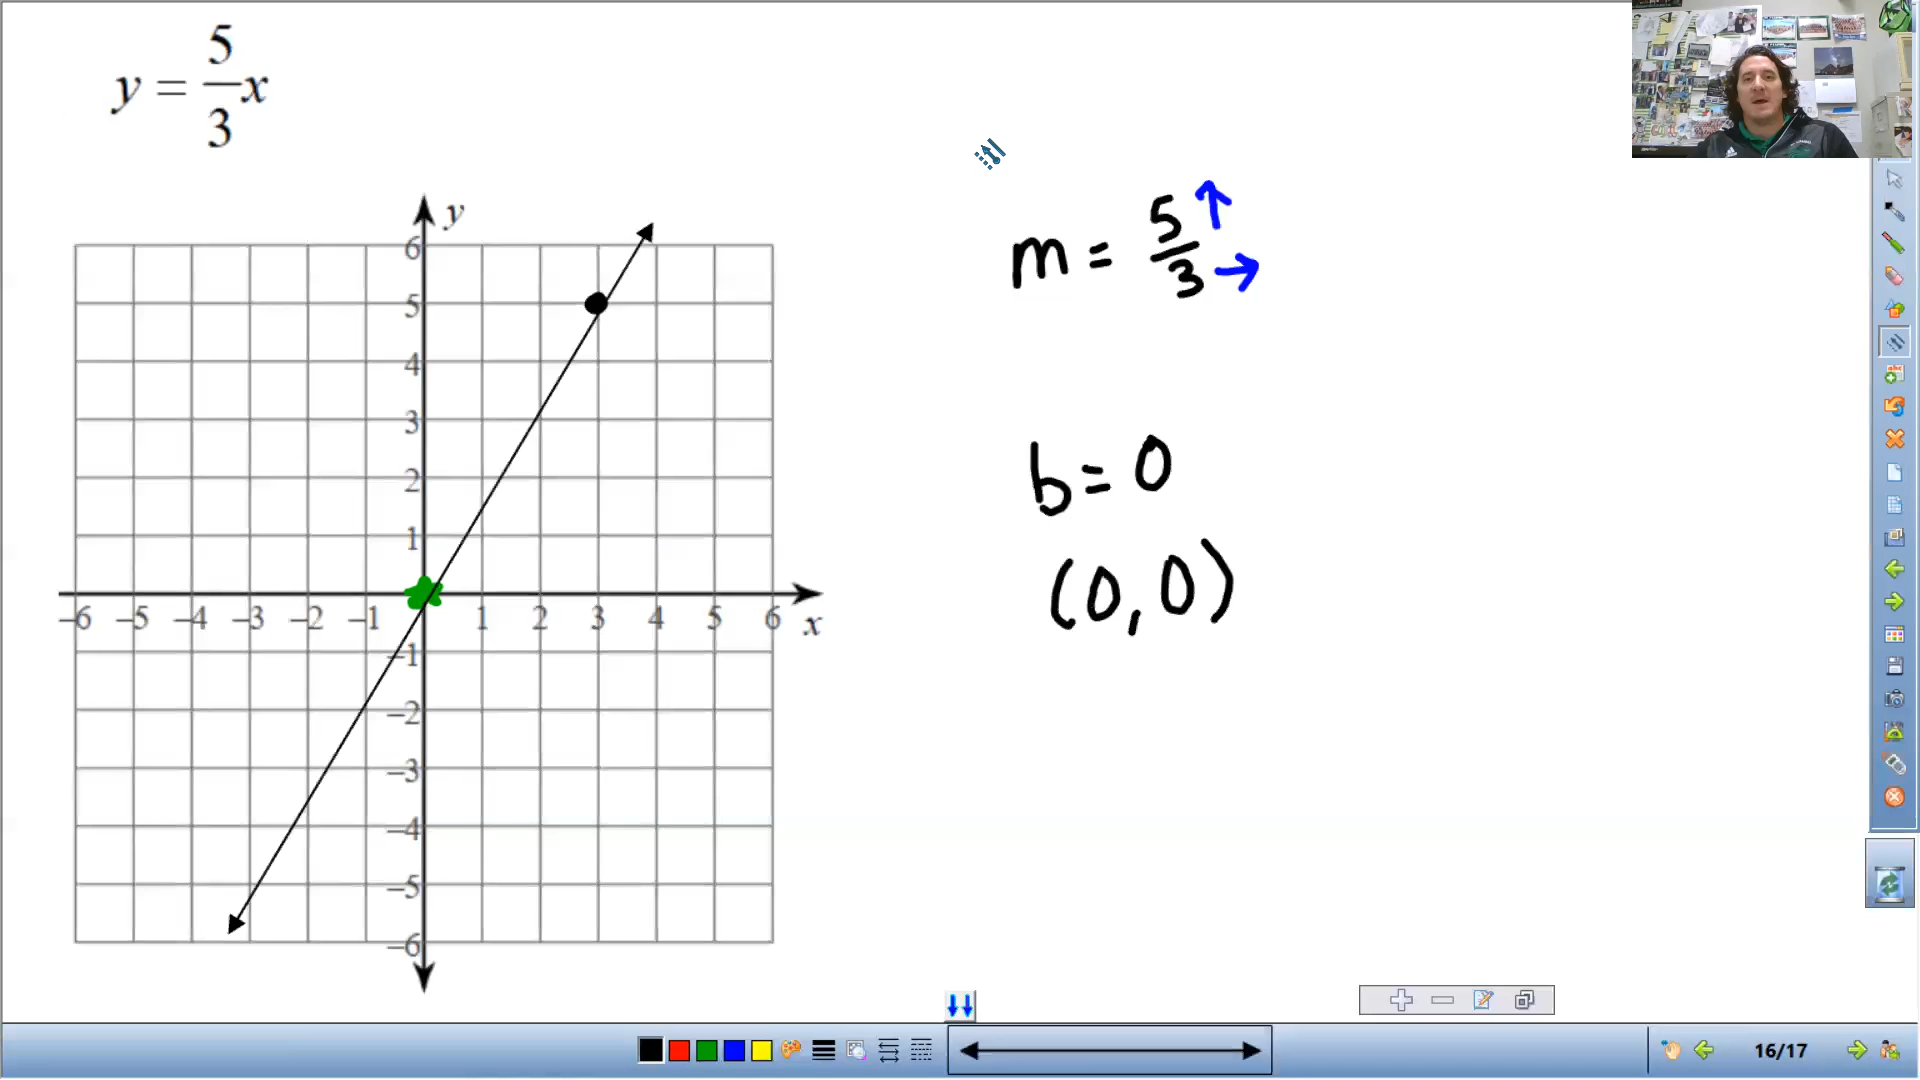 y = 5/3 x
y
6
5
4
3
2
1
-6 -5 -4 -3 -2 -1 1 2 3 4 5 6 x
-1
-2
-3
-4
-5
-6
m = 5/3
b = 0
(0,0)
16/17